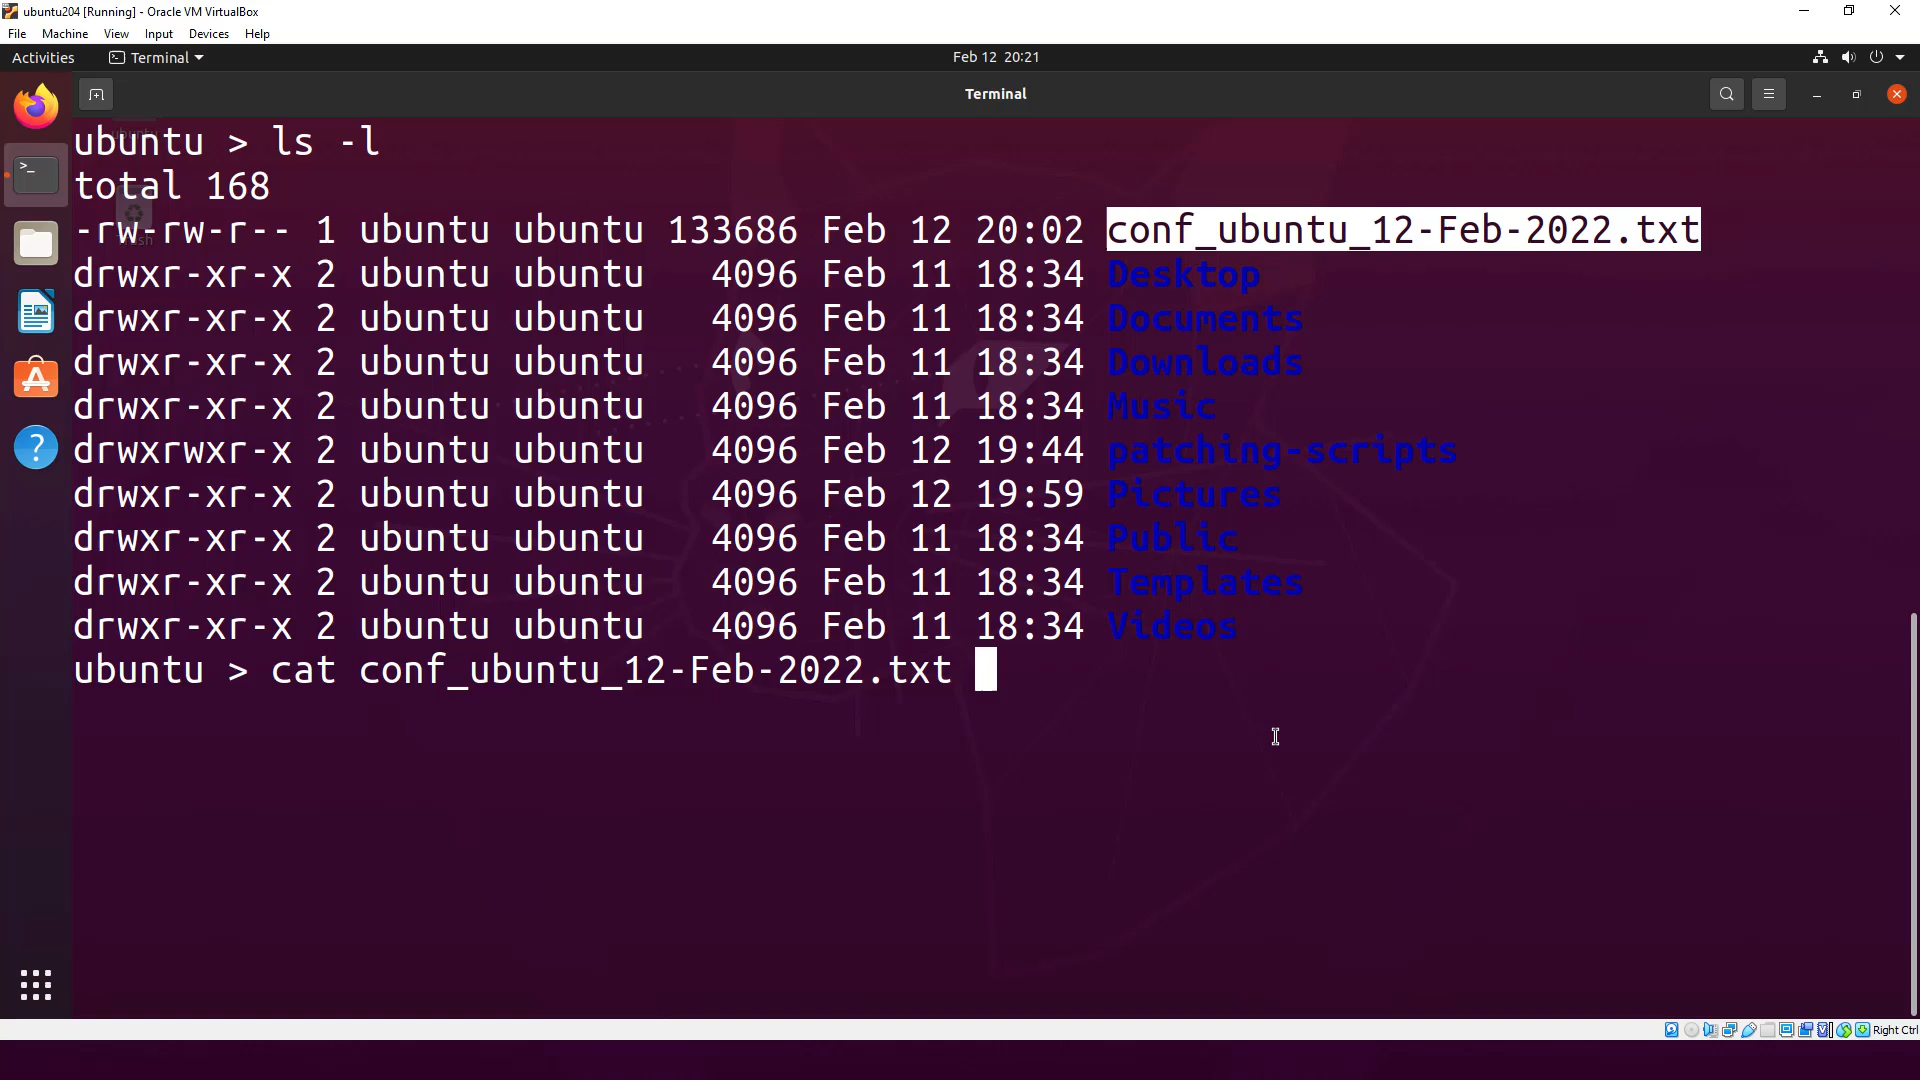 ubuntu204 [Running] - Oracle VM VirtualBox
File Machine View Input Devices Help
Activities Terminal Feb 12 20:21
Terminal
ubuntu > ls -l
total 168
-rw-rw-r-- 1 ubuntu ubuntu 133686 Feb 12 20:02 conf_ubuntu_12-Feb-2022.txt
drwxr-xr-x 2 ubuntu ubuntu   4096 Feb 11 18:34 Desktop
drwxr-xr-x 2 ubuntu ubuntu   4096 Feb 11 18:34 Documents
drwxr-xr-x 2 ubuntu ubuntu   4096 Feb 11 18:34 Downloads
drwxr-xr-x 2 ubuntu ubuntu   4096 Feb 11 18:34 Music
drwxrwxr-x 2 ubuntu ubuntu   4096 Feb 12 19:44 patching-scripts
drwxr-xr-x 2 ubuntu ubuntu   4096 Feb 12 19:59 Pictures
drwxr-xr-x 2 ubuntu ubuntu   4096 Feb 11 18:34 Public
drwxr-xr-x 2 ubuntu ubuntu   4096 Feb 11 18:34 Templates
drwxr-xr-x 2 ubuntu ubuntu   4096 Feb 11 18:34 Videos
ubuntu > cat conf_ubuntu_12-Feb-2022.txt
Right Ctrl